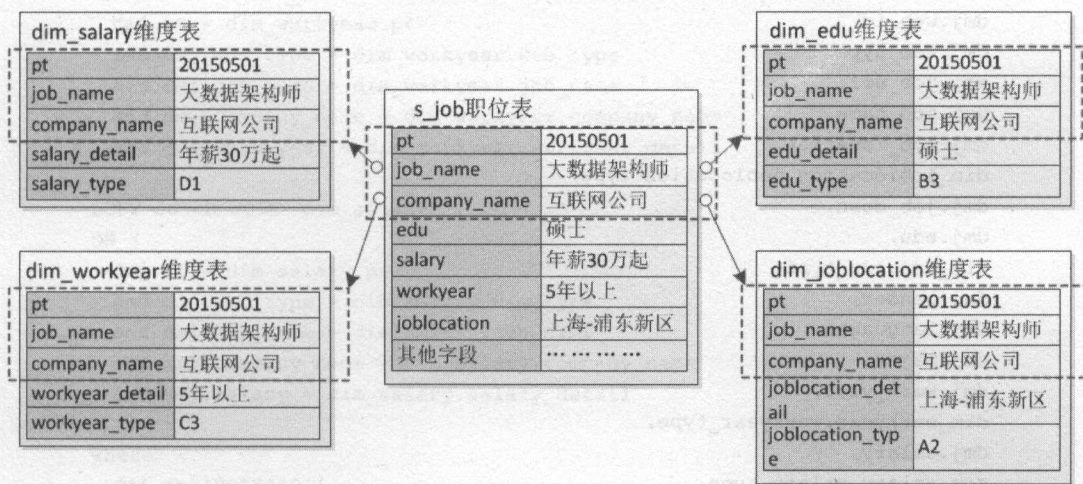 dim_salary维度表
pt 20150501
job_name 大数据架构师
company_name 互联网公司
salary_detail 年薪30万起
salary_type D1
dim_workyear维度表
pt 20150501
job_name 大数据架构师
company_name 互联网公司
workyear_detail 5年以上
workyear_type C3
s_job职位表
pt 20150501
job_name 大数据架构师
company_name 互联网公司
edu 硕士
salary 年薪30万起
workyear 5年以上
joblocation 上海-浦东新区
其他字段 … … … …
dim_edu维度表
pt 20150501
job_name 大数据架构师
company_name 互联网公司
edu_detail 硕士
edu_type B3
dim_joblocation维度表
pt 20150501
job_name 大数据架构师
company_name 互联网公司
joblocation_det
ail 上海-浦东新区
joblocation_typ
e A2